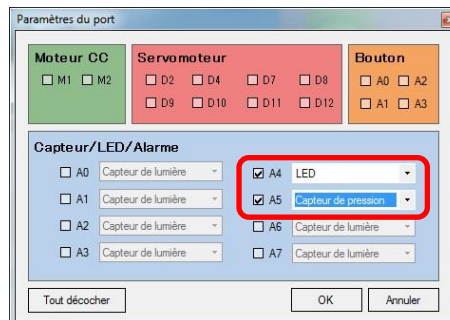 Paramètres du port
Moteur CC
M1 M2
Servomoteur
D2 D4 D7 D8
D9 D10 D11 D12
Bouton
A0 A2
A1 A3
Capteur/LED/Alarme
A0 Capteur de lumière
A1 Capteur de lumière
A2 Capteur de lumière
A3 Capteur de lumière
A4 LED
A5 Capteur de pression
A6 Capteur de lumière
A7 Capteur de lumière
Tout décocher
OK
Annuler